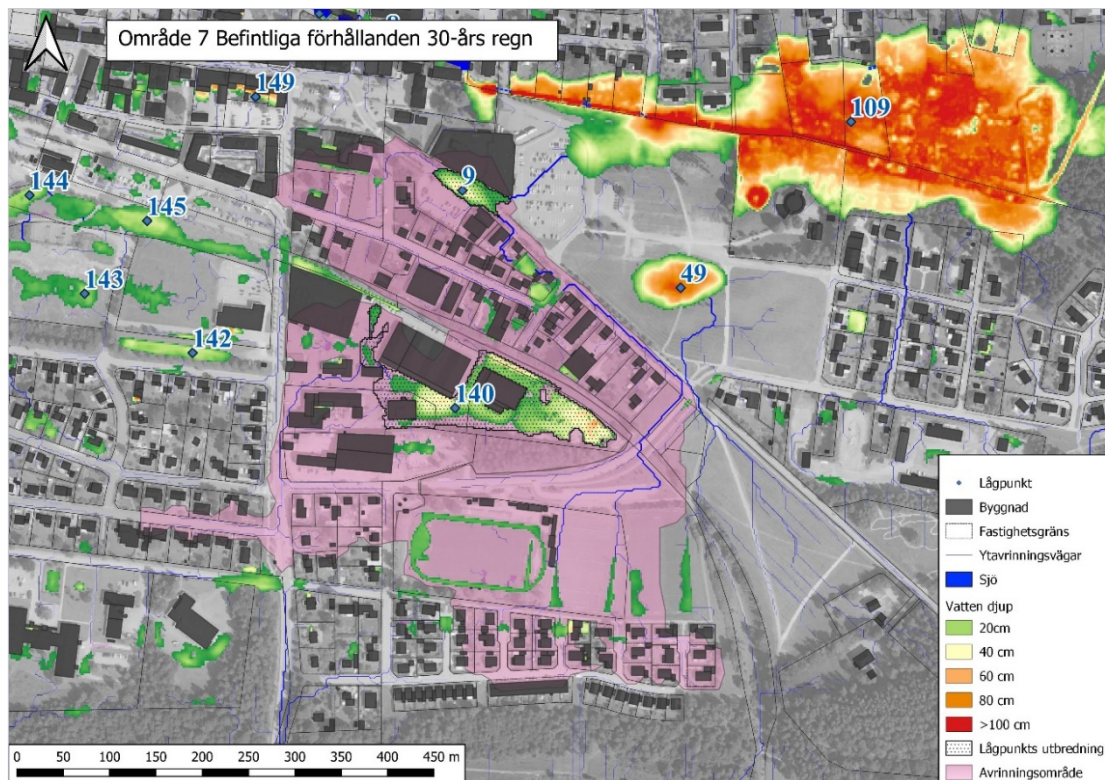 Område 7 Befintliga förhållanden 30-års regn
149
109
9
144
145
49
143
142
140
Lågpunkt
Byggnad
Fastighetsgräns
Ytavrinningsvägar
Sjö
Vatten djup
20cm
40 cm
60 cm
80 cm
>100 cm
Lågpunkts utbredning
Avrinningsområde
0 50 100 150 200 250 300 350 400 450 m